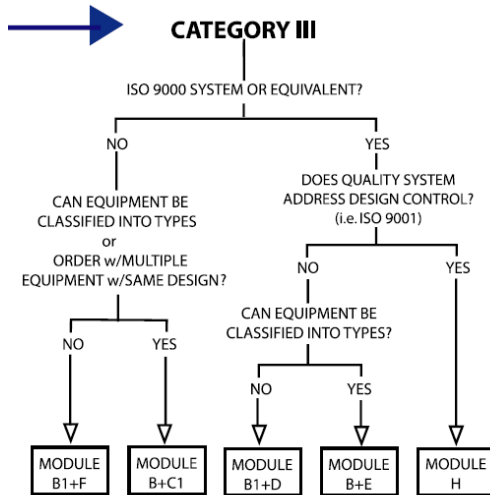 CATEGORY III
ISO 9000 SYSTEM OR EQUIVALENT?
NO
YES
CAN EQUIPMENT BE
CLASSIFIED INTO TYPES
or
ORDER w/MULTIPLE
EQUIPMENT w/SAME DESIGN?
DOES QUALITY SYSTEM
ADDRESS DESIGN CONTROL?
(i.e. ISO 9001)
NO
YES
CAN EQUIPMENT BE
CLASSIFIED INTO TYPES?
NO
YES
NO
YES
MODULE
B1+F
MODULE
B+C1
MODULE
B1+D
MODULE
B+E
MODULE
H